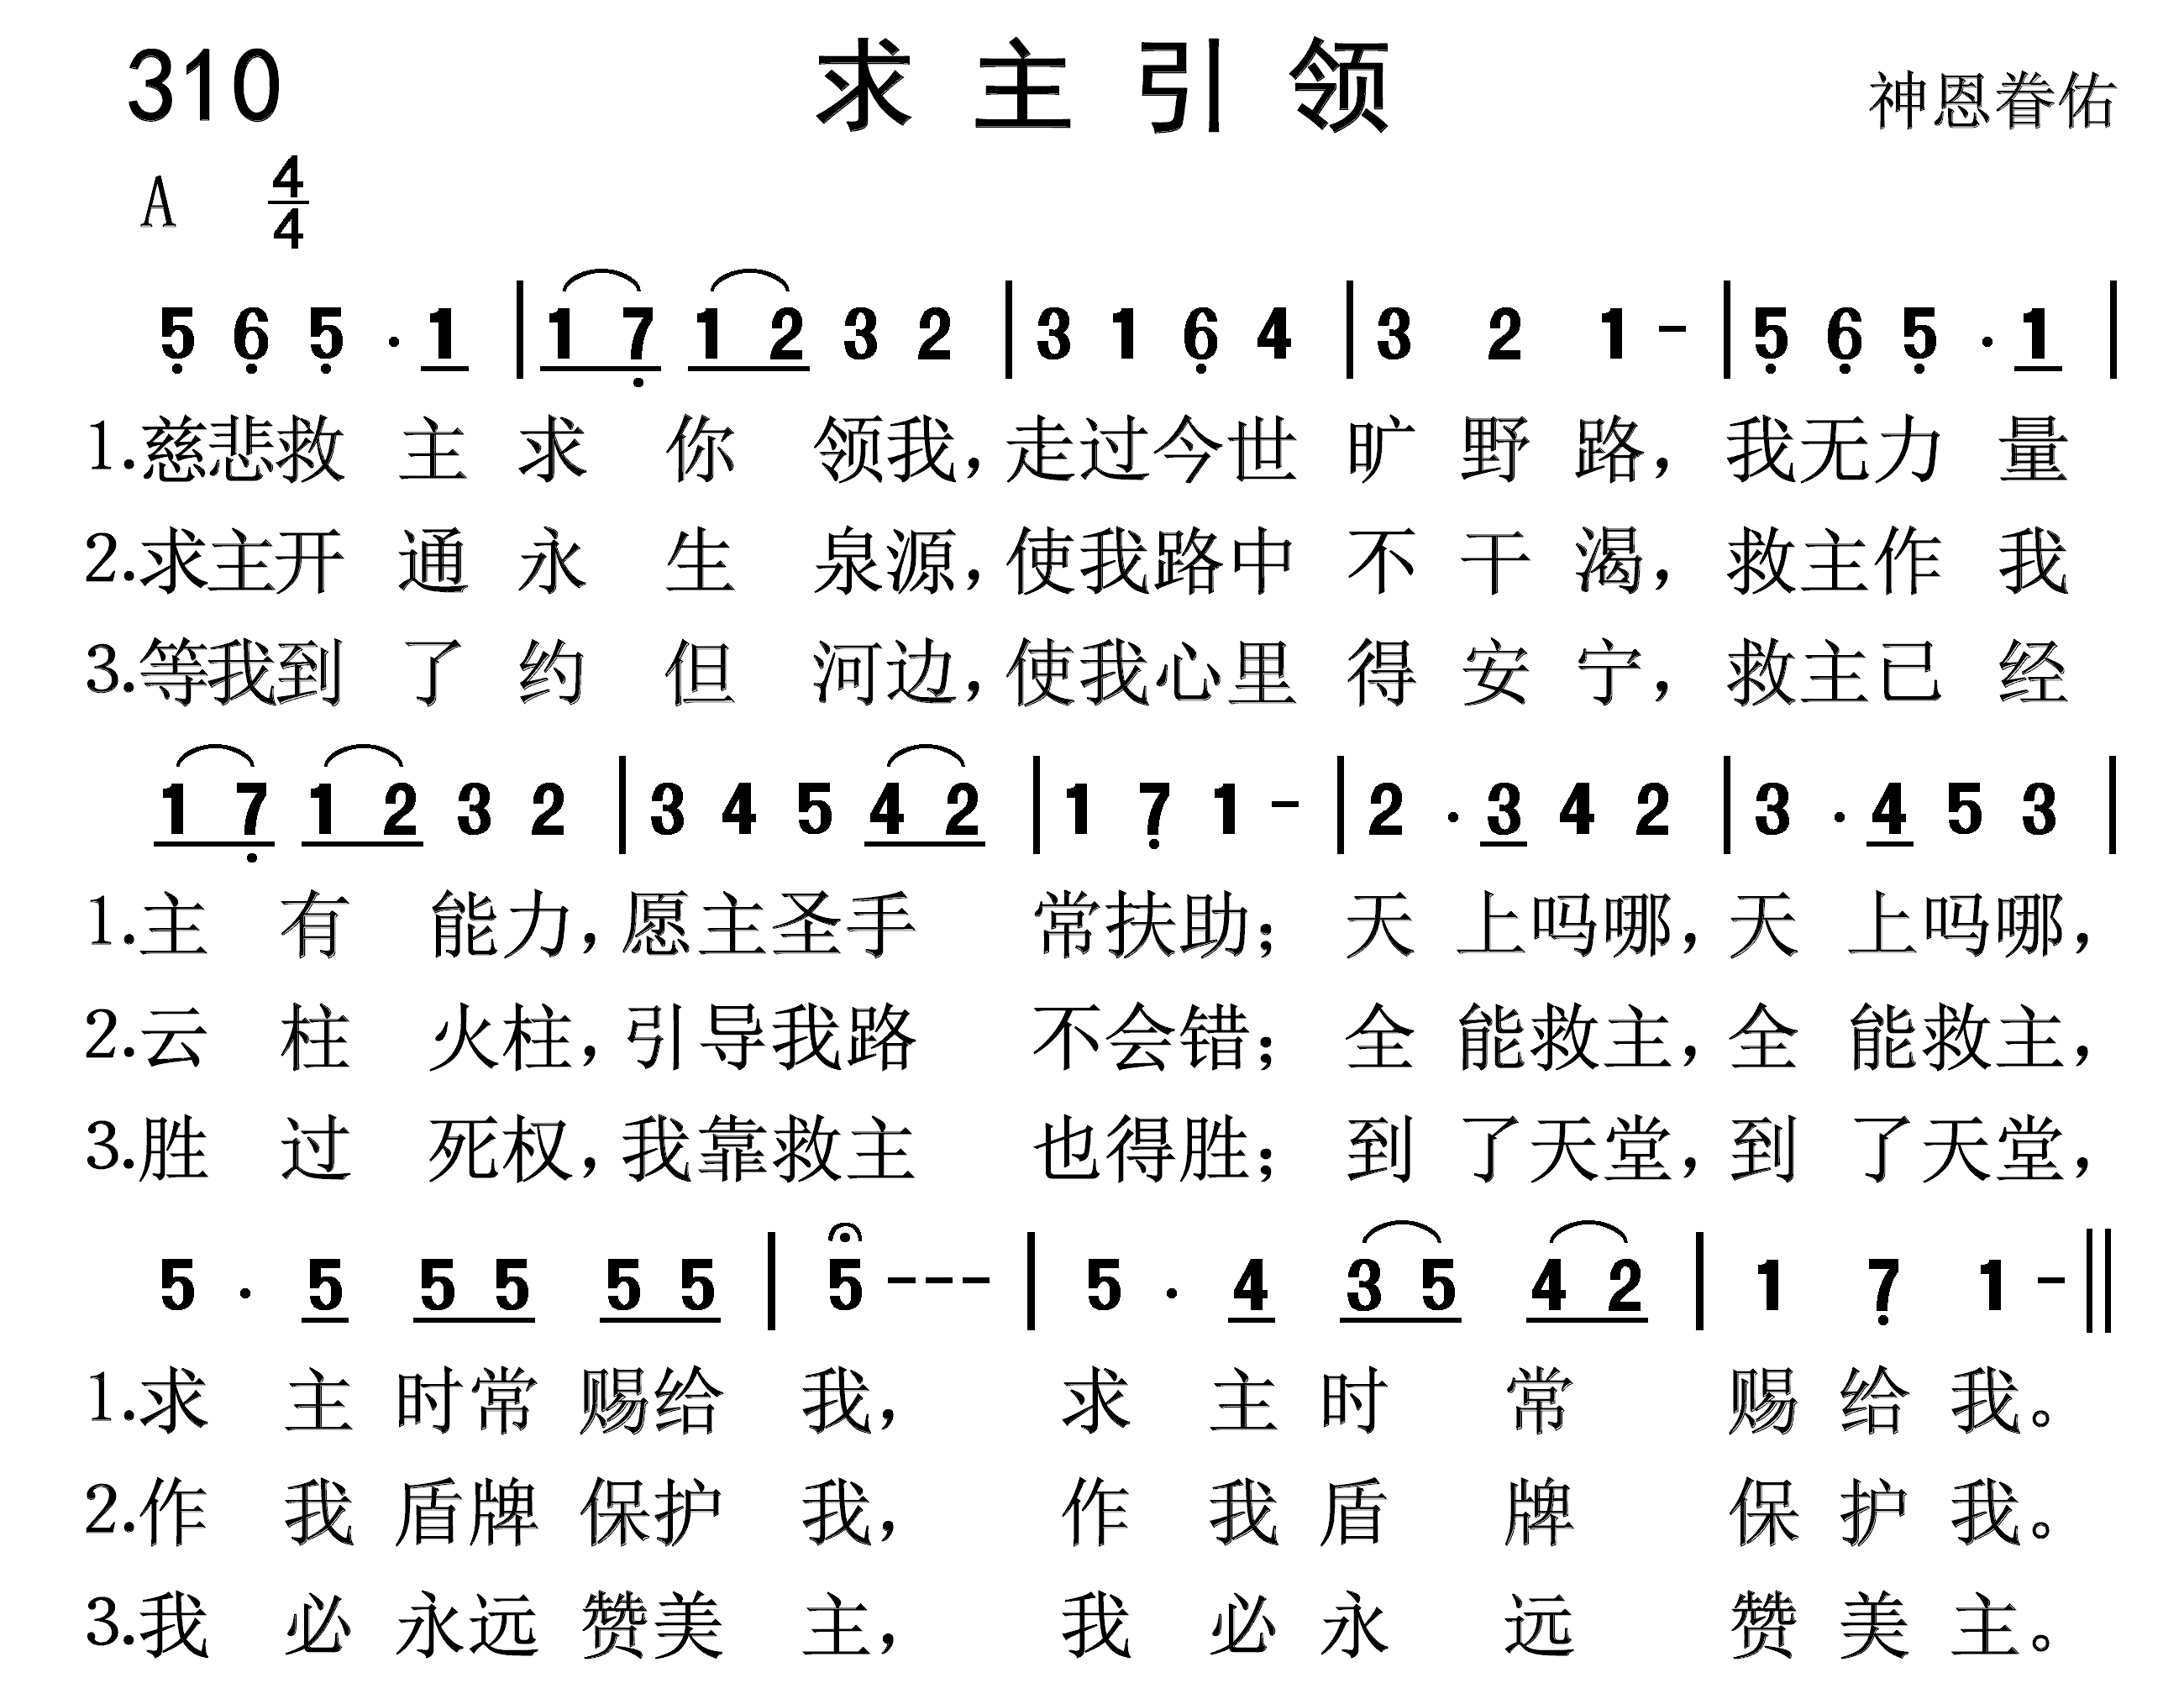 310 求主引领 神恩眷佑
A 4/4
5 6 5 · 1 | 1 7 1 2 3 2 | 3 1 6 4 | 3 2 1 - | 5 6 5 · 1 |
1.慈悲救主求你领我，走过今世旷野路，我无力量
2.求主开通永生泉源，使我路中不干渴，救主作我
3.等我到了约但河边，使我心里得安宁，救主已经
1 7 1 2 3 2 | 3 4 5 4 2 | 1 7 1 - | 2 · 3 4 2 | 3 · 4 5 3 |
1.主有能力，愿主圣手常扶助；天上吗哪，天上吗哪，
2.云柱火柱，引导我路不会错；全能救主，全能救主，
3.胜过死权，我靠救主也得胜；到了天堂，到了天堂，
5 · 5 5 5 5 5 | 5 - - - | 5 · 4 3 5 4 2 | 1 7 1 - ||
1.求主时常赐给我，求主时常赐给我。
2.作我盾牌保护我，作我盾牌保护我。
3.我必永远赞美主，我必永远赞美主。